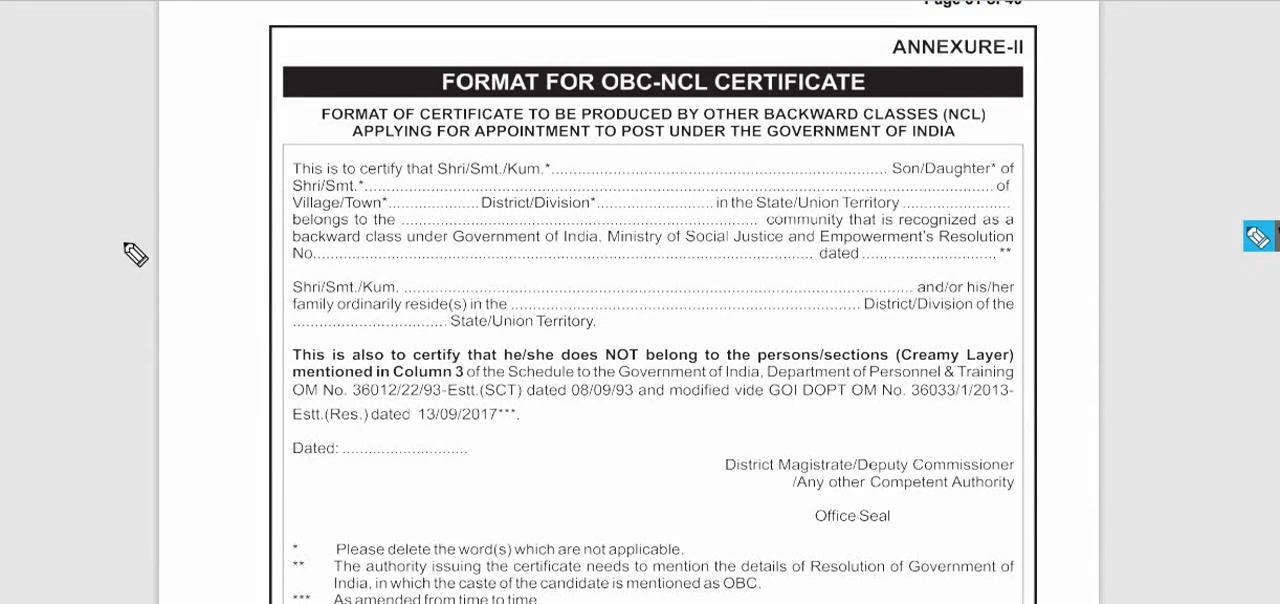 ANNEXURE-II
FORMAT FOR OBC-NCL CERTIFICATE
FORMAT OF CERTIFICATE TO BE PRODUCED BY OTHER BACKWARD CLASSES (NCL)
APPLYING FOR APPOINTMENT TO POST UNDER THE GOVERNMENT OF INDIA
This is to certify that Shri/Smt./Kum.*.............................................................................. Son/Daughter* of
Shri/Smt.*.................................................................................................................................................. of
Village/Town*..................... District/Division*........................... in the State/Union Territory .........................
belongs to the .................................................................................. community that is recognized as a
backward class under Government of India, Ministry of Social Justice and Empowerment's Resolution
No................................................................................................................... dated ............................... **
Shri/Smt./Kum. ..................................................................................................................... and/or his/her
family ordinarily reside(s) in the ................................................................................ District/Division of the
................................... State/Union Territory.
This is also to certify that he/she does NOT belong to the persons/sections (Creamy Layer)
mentioned in Column 3 of the Schedule to the Government of India, Department of Personnel & Training
OM No. 36012/22/93-Estt.(SCT) dated 08/09/93 and modified vide GOI DOPT OM No. 36033/1/2013-
Estt.(Res.) dated 13/09/2017***.
Dated: .............................
District Magistrate/Deputy Commissioner
/Any other Competent Authority
Office Seal
* Please delete the word(s) which are not applicable.
** The authority issuing the certificate needs to mention the details of Resolution of Government of
India, in which the caste of the candidate is mentioned as OBC.
*** As amended from time to time